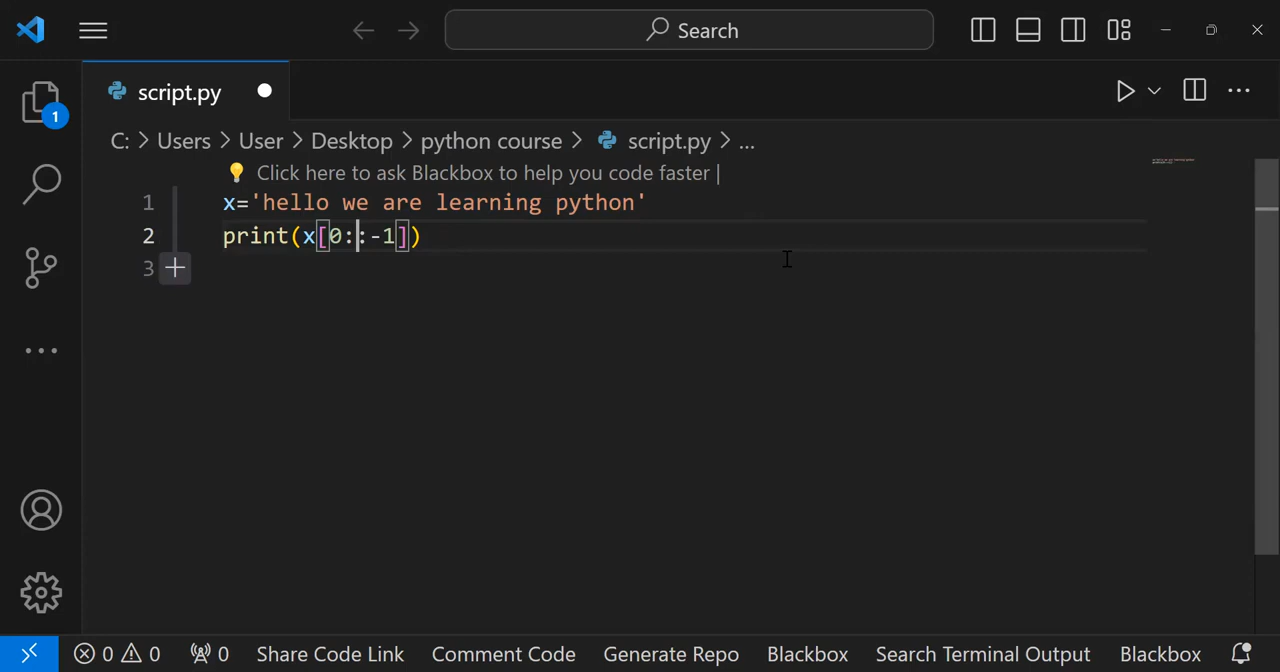 Search
script.py
C: > Users > User > Desktop > python course > script.py > ...
Click here to ask Blackbox to help you code faster |
1 x='hello we are learning python'
2 print(x[0::-1])
3
1
0 0 0 Share Code Link Comment Code Generate Repo Blackbox Search Terminal Output Blackbox